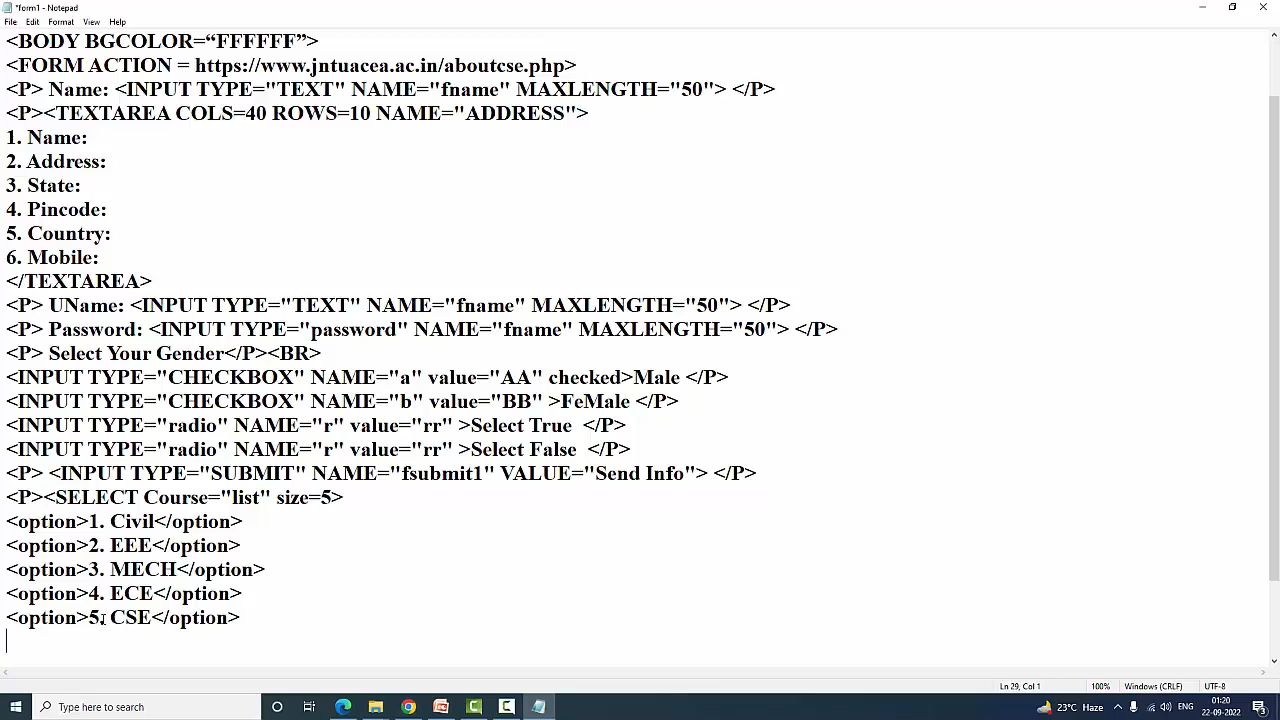 *form1 - Notepad
File Edit Format View Help
<BODY BGCOLOR=“FFFFFF”>
<FORM ACTION = https://www.jntuacea.ac.in/aboutcse.php>
<P> Name: <INPUT TYPE="TEXT" NAME="fname" MAXLENGTH="50"> </P>
<P><TEXTAREA COLS=40 ROWS=10 NAME="ADDRESS">
1. Name:
2. Address:
3. State:
4. Pincode:
5. Country:
6. Mobile:
</TEXTAREA>
<P> UName: <INPUT TYPE="TEXT" NAME="fname" MAXLENGTH="50"> </P>
<P> Password: <INPUT TYPE="password" NAME="fname" MAXLENGTH="50"> </P>
<P> Select Your Gender</P><BR>
<INPUT TYPE="CHECKBOX" NAME="a" value="AA" checked>Male </P>
<INPUT TYPE="CHECKBOX" NAME="b" value="BB" >FeMale </P>
<INPUT TYPE="radio" NAME="r" value="rr" >Select True  </P>
<INPUT TYPE="radio" NAME="r" value="rr" >Select False  </P>
<P> <INPUT TYPE="SUBMIT" NAME="fsubmit1" VALUE="Send Info"> </P>
<P><SELECT Course="list" size=5>
<option>1. Civil</option>
<option>2. EEE</option>
<option>3. MECH</option>
<option>4. ECE</option>
<option>5. CSE</option>
Ln 29, Col 1 100% Windows (CRLF) UTF-8
Type here to search 23°C Haze ENG 01:20
22-09-2022